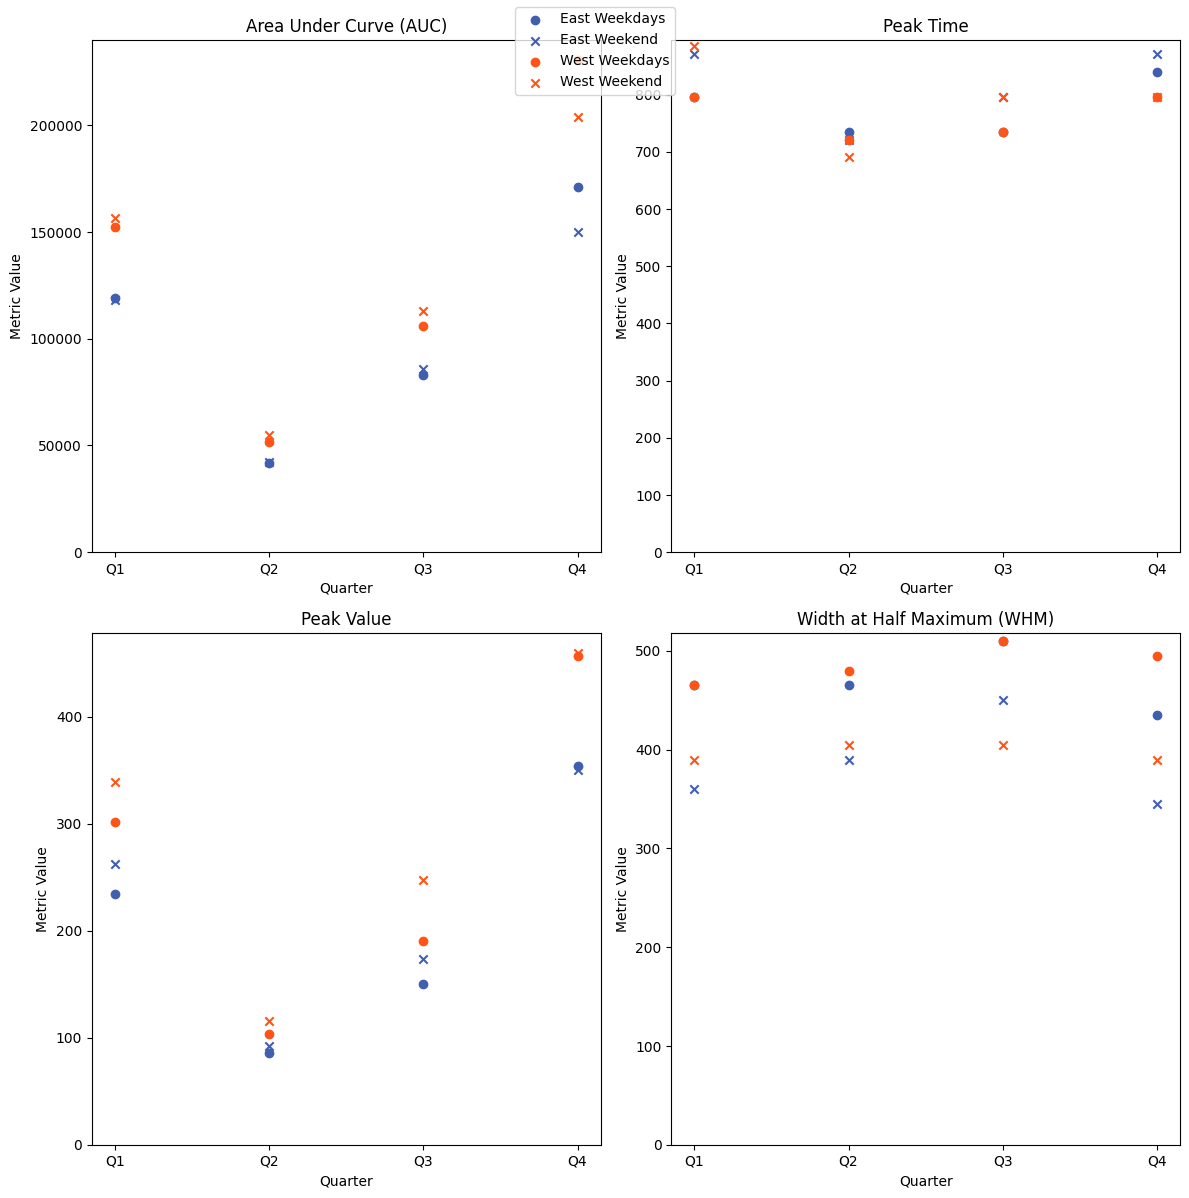 East Weekdays
East Weekend
West Weekdays
West Weekend
Area Under Curve (AUC)
Metric Value
200000
150000
100000
50000
0
Q1 Q2 Q3 Q4
Quarter
Peak Time
Metric Value
800
700
600
500
400
300
200
100
0
Q1 Q2 Q3 Q4
Quarter
Peak Value
Metric Value
400
300
200
100
0
Q1 Q2 Q3 Q4
Quarter
Width at Half Maximum (WHM)
Metric Value
500
400
300
200
100
0
Q1 Q2 Q3 Q4
Quarter